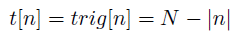 t[n] = trig[n] = N − |n|